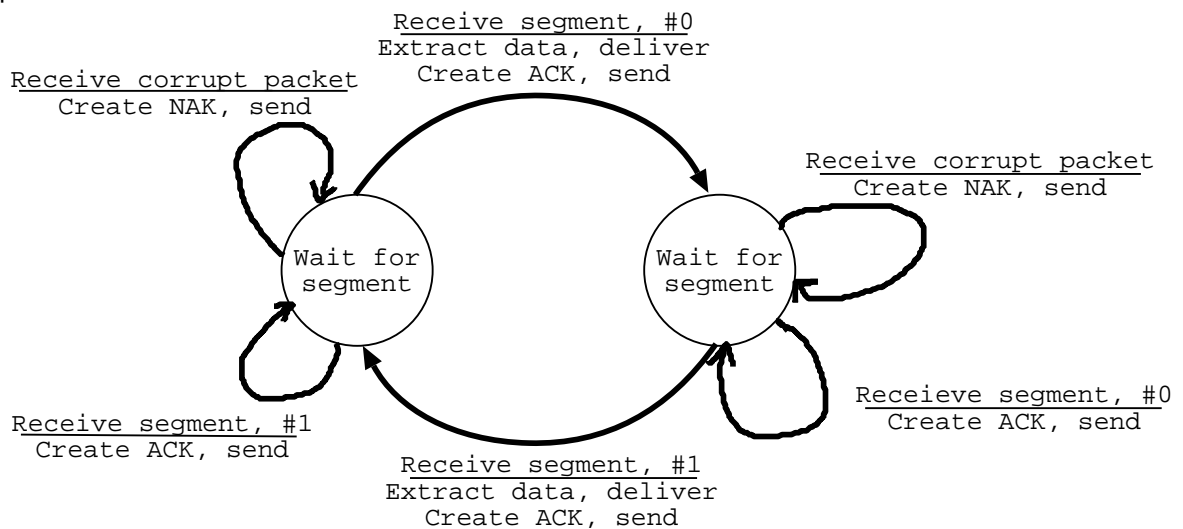 Receive segment, #0
Extract data, deliver
Create ACK, send
Receive corrupt packet
Create NAK, send
Receive corrupt packet
Create NAK, send
Wait for
segment
Wait for
segment
Receive segment, #1
Create ACK, send
Receieve segment, #0
Create ACK, send
Receive segment, #1
Extract data, deliver
Create ACK, send